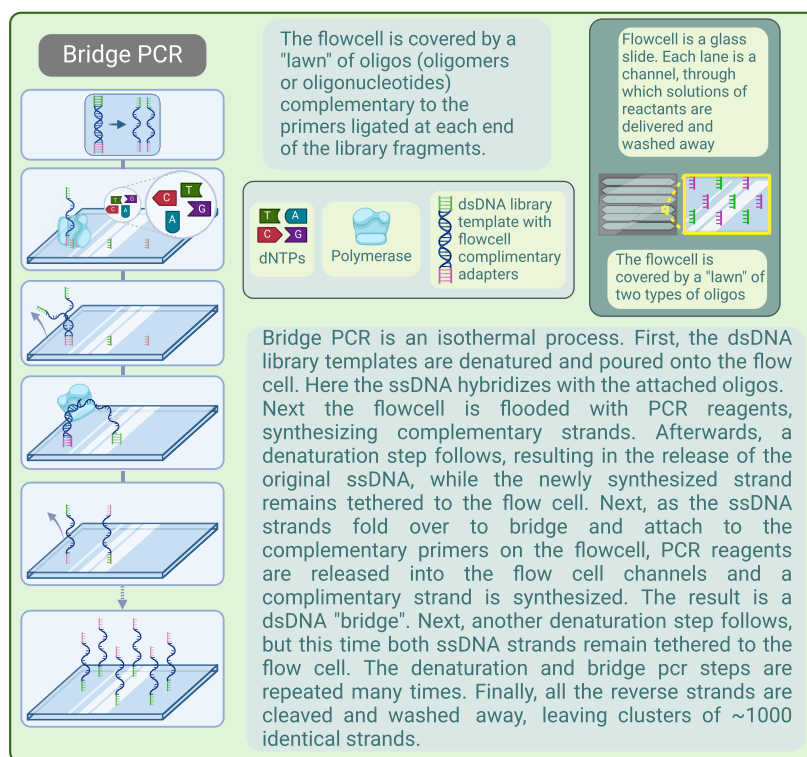 Bridge PCR
The flowcell is covered by a
"lawn" of oligos (oligomers
or oligonucleotides)
complementary to the
primers ligated at each end
of the library fragments.
Flowcell is a glass
slide. Each lane is a
channel, through
which solutions of
reactants are
delivered and
washed away
The flowcell is
covered by a "lawn" of
two types of oligos
T
G
C
A
T
C
G
A
T
A
C
G
dNTPs
Polymerase
dsDNA library
template with
flowcell
complimentary
adapters
Bridge PCR is an isothermal process. First, the dsDNA
library templates are denatured and poured onto the flow
cell. Here the ssDNA hybridizes with the attached oligos.
Next the flowcell is flooded with PCR reagents,
synthesizing complementary strands. Afterwards, a
denaturation step follows, resulting in the release of the
original ssDNA, while the newly synthesized strand
remains tethered to the flow cell. Next, as the ssDNA
strands fold over to bridge and attach to the
complementary primers on the flowcell, PCR reagents
are released into the flow cell channels and a
complimentary strand is synthesized. The result is a
dsDNA "bridge". Next, another denaturation step follows,
but this time both ssDNA strands remain tethered to the
flow cell. The denaturation and bridge pcr steps are
repeated many times. Finally, all the reverse strands are
cleaved and washed away, leaving clusters of ~1000
identical strands.